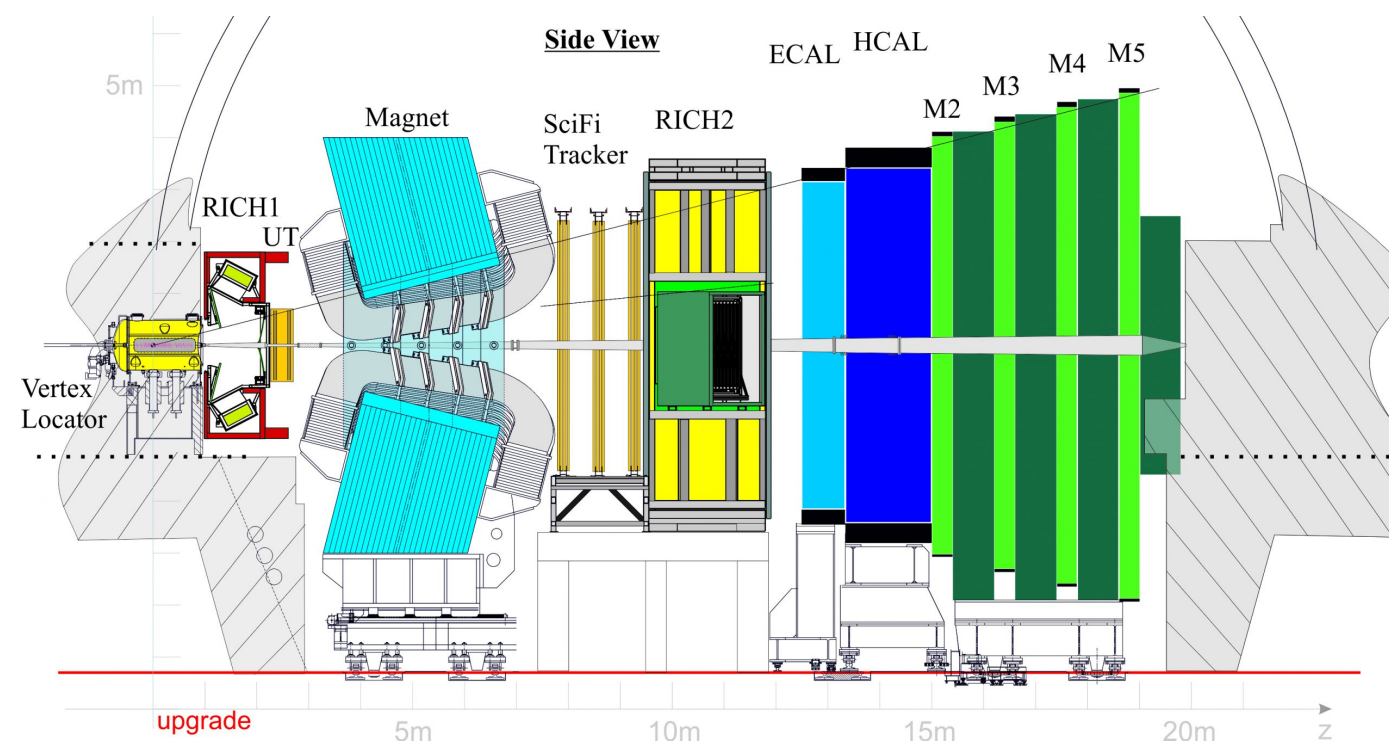 Side View
ECAL
HCAL
M5
M4
M3
M2
5m
Magnet
SciFi
Tracker
RICH2
RICH1
UT
Vertex
Locator
upgrade
5m
10m
15m
20m
z